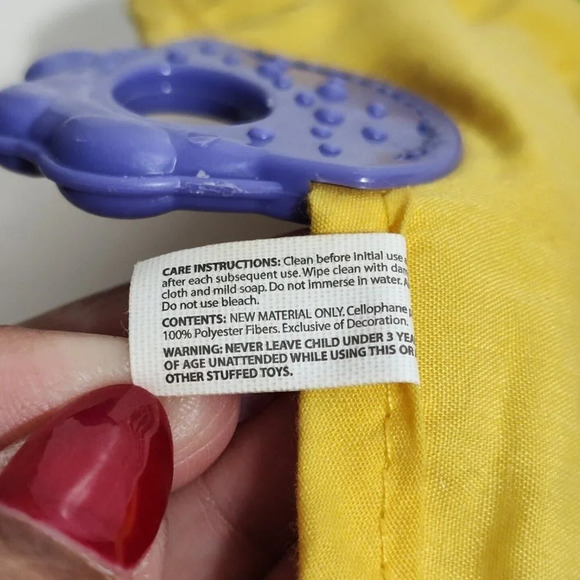 CARE INSTRUCTIONS: Clean before initial use
after each subsequent use. Wipe clean with
cloth and mild soap. Do not immerse in water.
Do not use bleach.
CONTENTS: NEW MATERIAL ONLY. Cellophane
100% Polyester Fibers. Exclusive of Decoration.
WARNING: NEVER LEAVE CHILD UNDER 3
OF AGE UNATTENDED WHILE USING THIS OR
OTHER STUFFED TOYS.